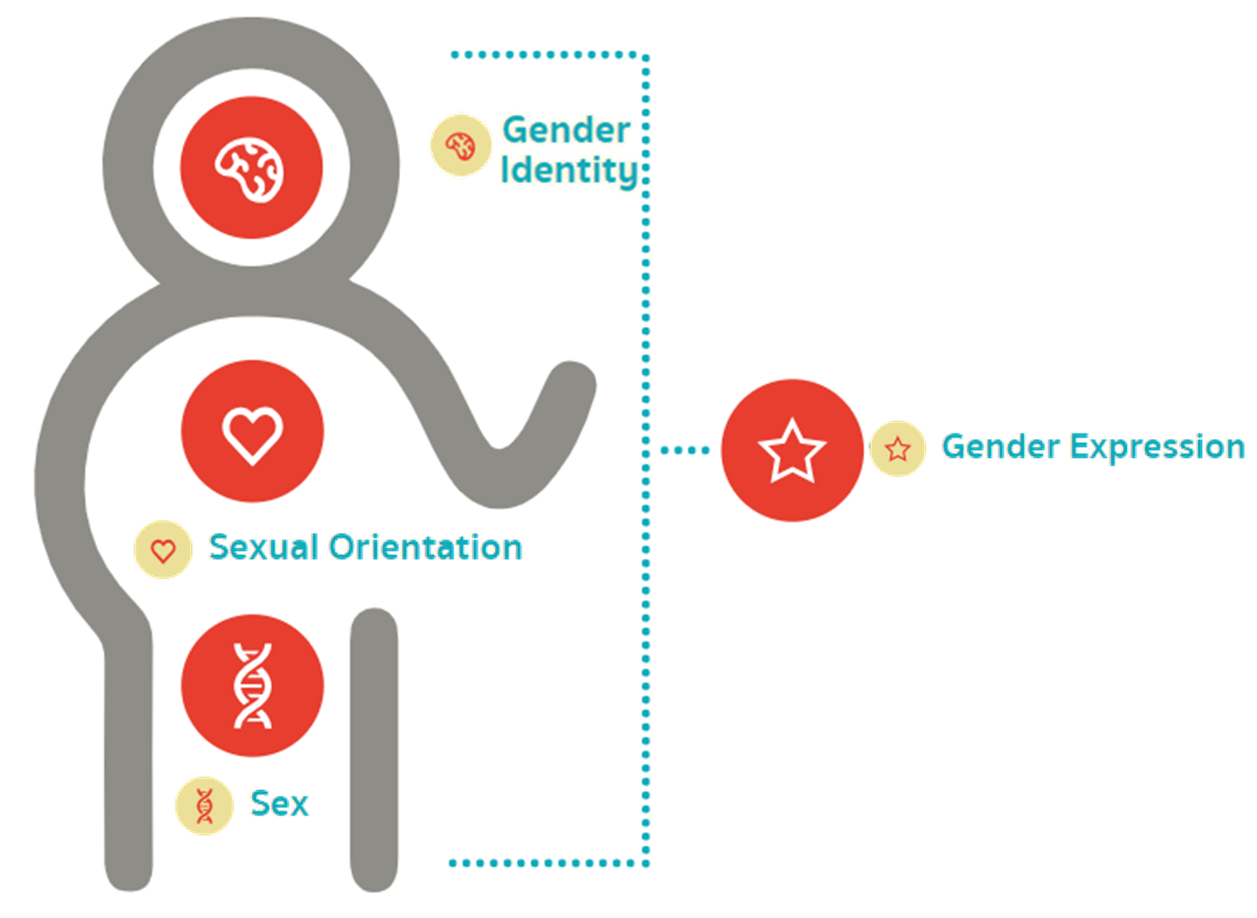 Gender
Identity
Gender Expression
Sexual Orientation
Sex